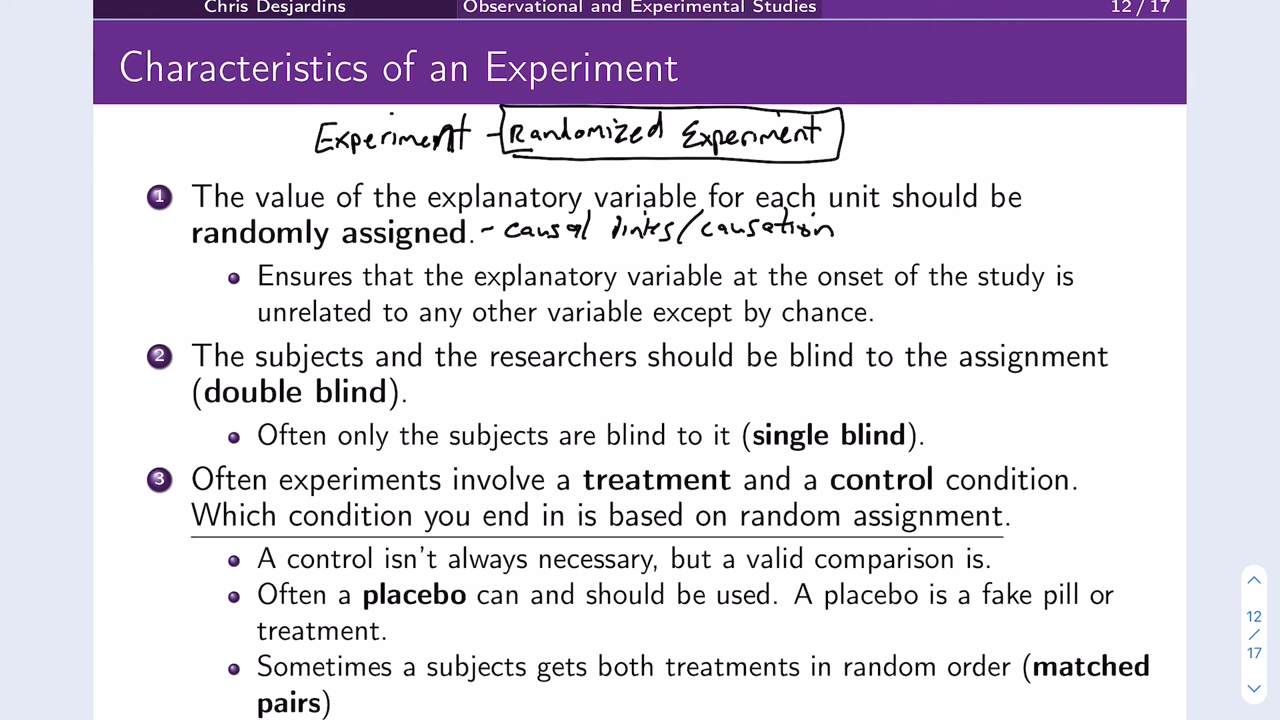 Chris Desjardins Observational and Experimental Studies 12 / 17
Characteristics of an Experiment
Experiment - Randomized Experiment
1 The value of the explanatory variable for each unit should be
randomly assigned. - causal links/causation
Ensures that the explanatory variable at the onset of the study is
unrelated to any other variable except by chance.
2 The subjects and the researchers should be blind to the assignment
(double blind).
Often only the subjects are blind to it (single blind).
3 Often experiments involve a treatment and a control condition.
Which condition you end in is based on random assignment.
A control isn't always necessary, but a valid comparison is.
Often a placebo can and should be used. A placebo is a fake pill or
treatment.
Sometimes a subjects gets both treatments in random order (matched
pairs)
12
/
17